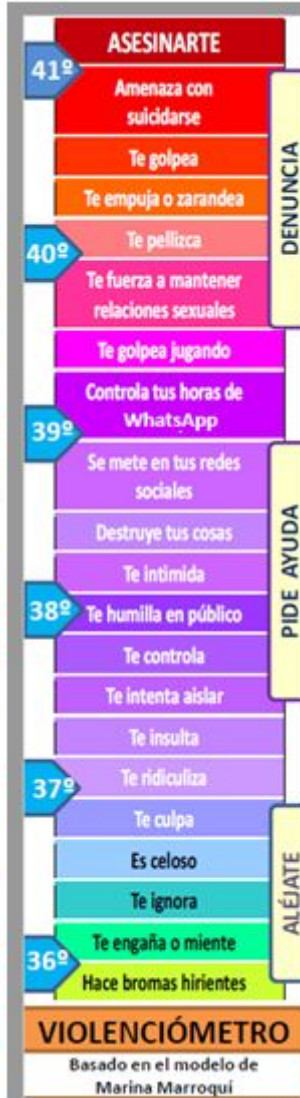 ASESINARTE
41º
Amenaza con
suicidarse
Te golpea
Te empuja o zarandea
DENUNCIA
40º
Te pellizca
Te fuerza a mantener
relaciones sexuales
Te golpea jugando
Controla tus horas de
WhatsApp
39º
Se mete en tus redes
sociales
Destruye tus cosas
Te intimida
PIDE AYUDA
38º
Te humilla en público
Te controla
Te intenta aislar
Te insulta
37º
Te ridiculiza
Te culpa
Es celoso
ALÉJATE
Te ignora
Te engaña o miente
36º
Hace bromas hirientes
VIOLENCIÓMETRO
Basado en el modelo de
Marina Marroquí